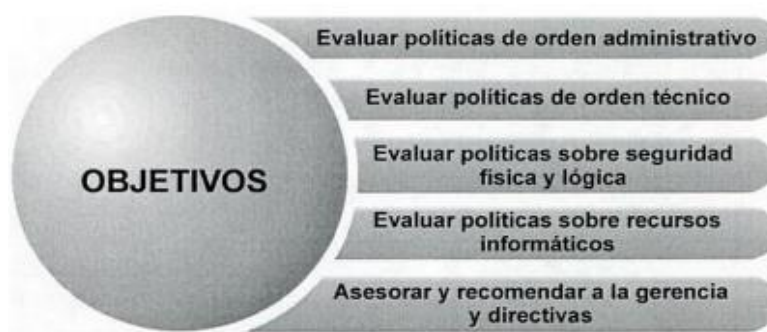 OBJETIVOS
Evaluar políticas de orden administrativo
Evaluar políticas de orden técnico
Evaluar políticas sobre seguridad
física y lógica
Evaluar políticas sobre recursos
informáticos
Asesorar y recomendar a la gerencia
y directivas